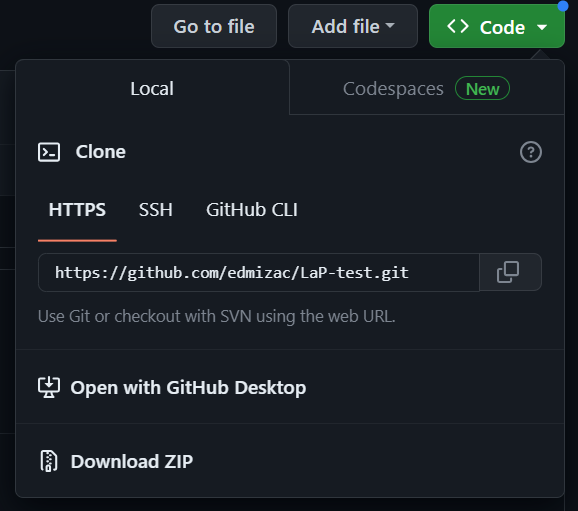 Go to file Add file <> Code
Local Codespaces New
Clone
HTTPS SSH GitHub CLI
https://github.com/edmizac/LaP-test.git
Use Git or checkout with SVN using the web URL.
Open with GitHub Desktop
Download ZIP